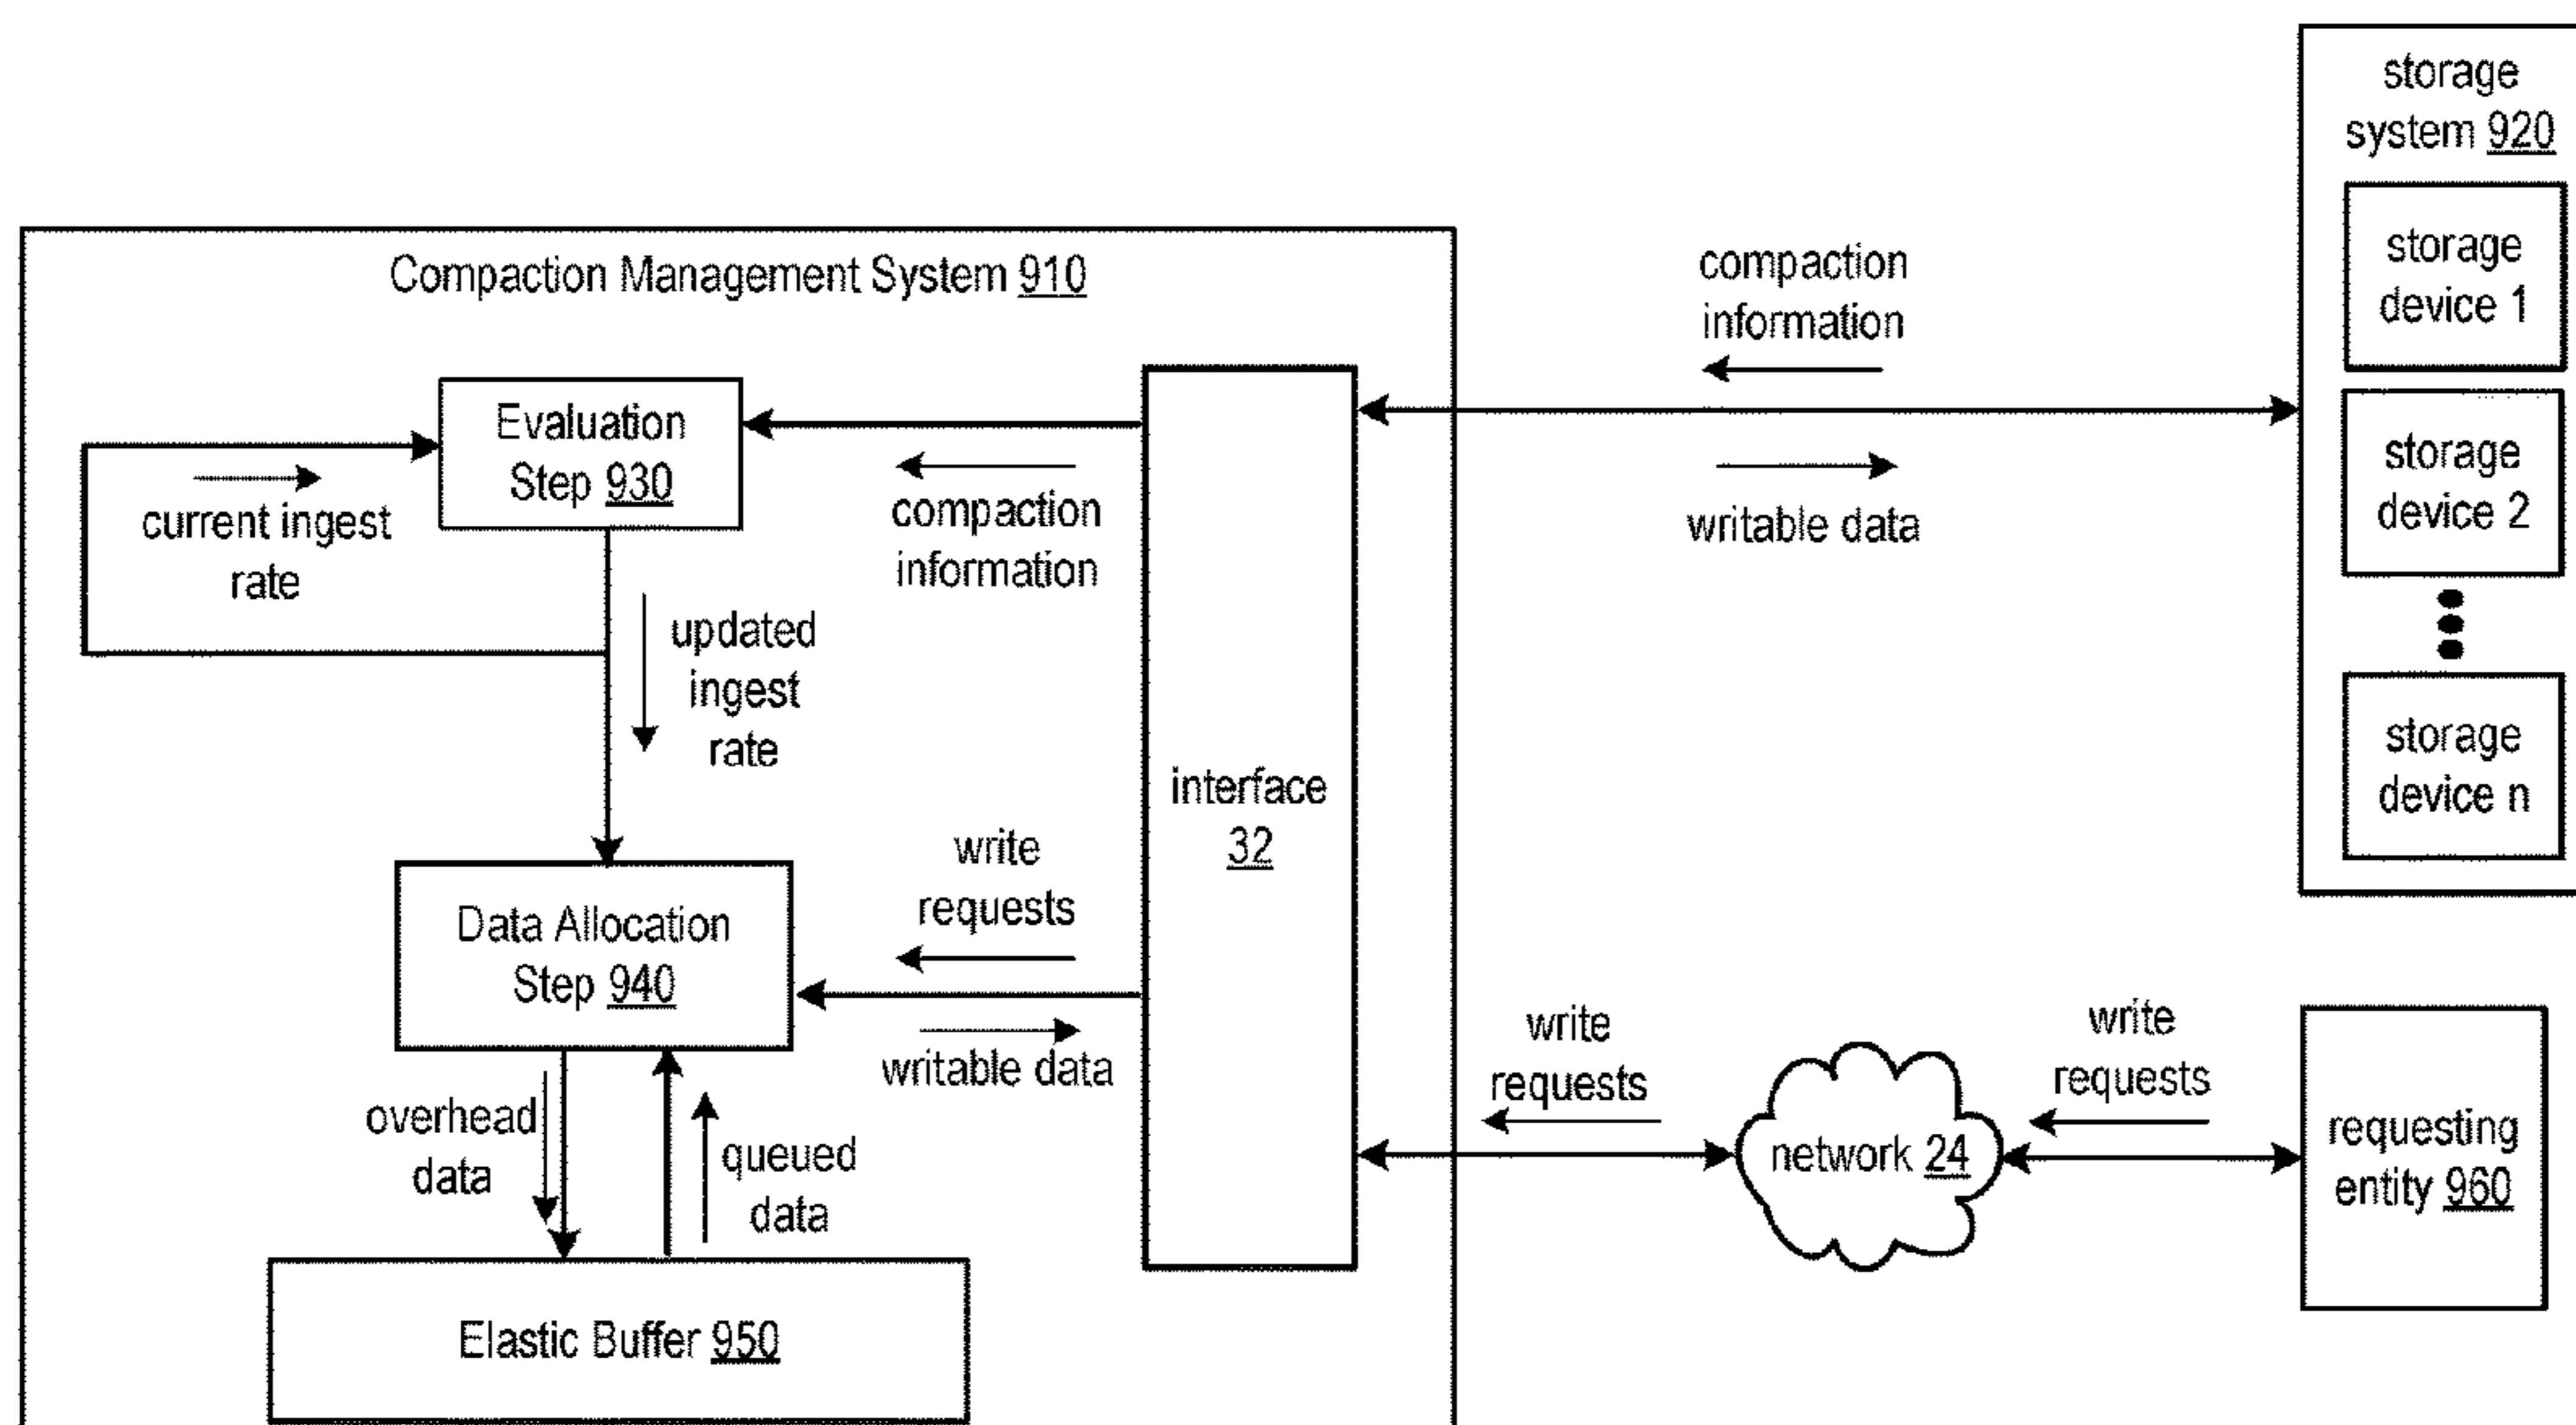 storage
system 920
storage
device 1
storage
device 2
storage
device n
Compaction Management System 910
compaction
information
writable data
Evaluation
Step 930
current ingest
rate
compaction
information
updated
ingest
rate
interface
32
Data Allocation
Step 940
write
requests
writable data
overhead
data
queued
data
Elastic Buffer 950
write
requests
network 24
write
requests
requesting
entity 960